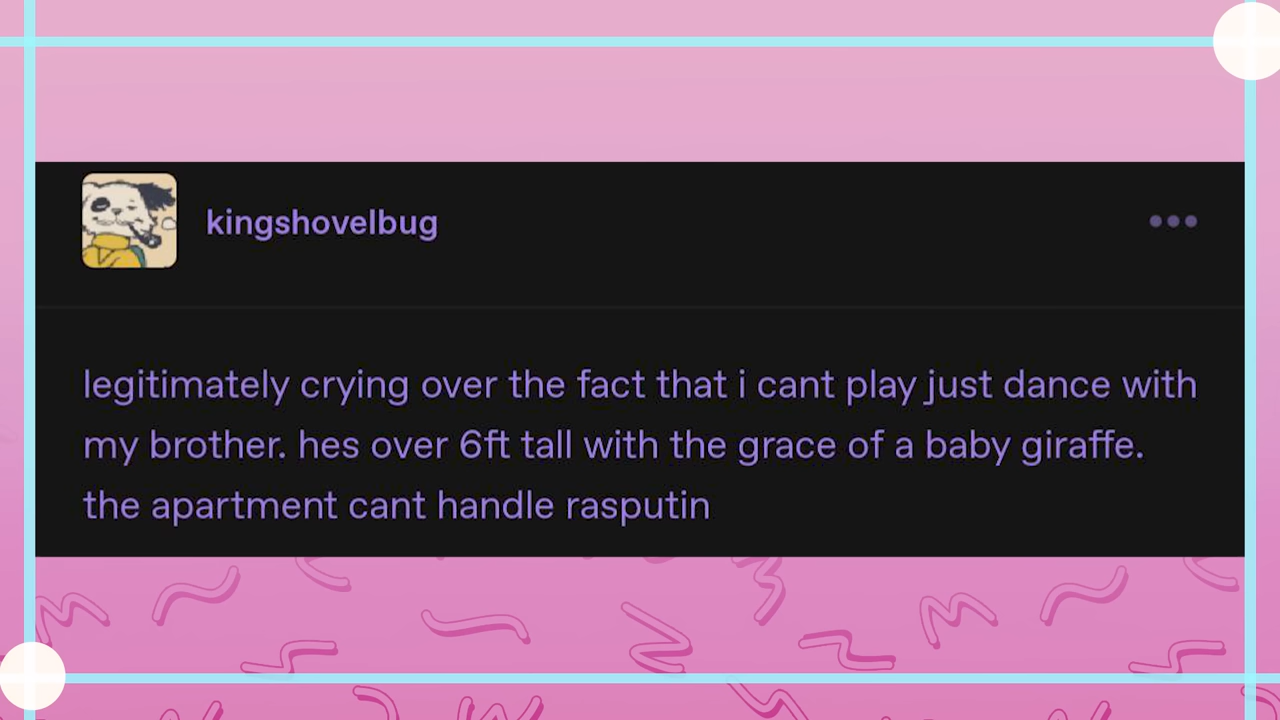 kingshovelbug
legitimately crying over the fact that i cant play just dance with
my brother. hes over 6ft tall with the grace of a baby giraffe.
the apartment cant handle rasputin